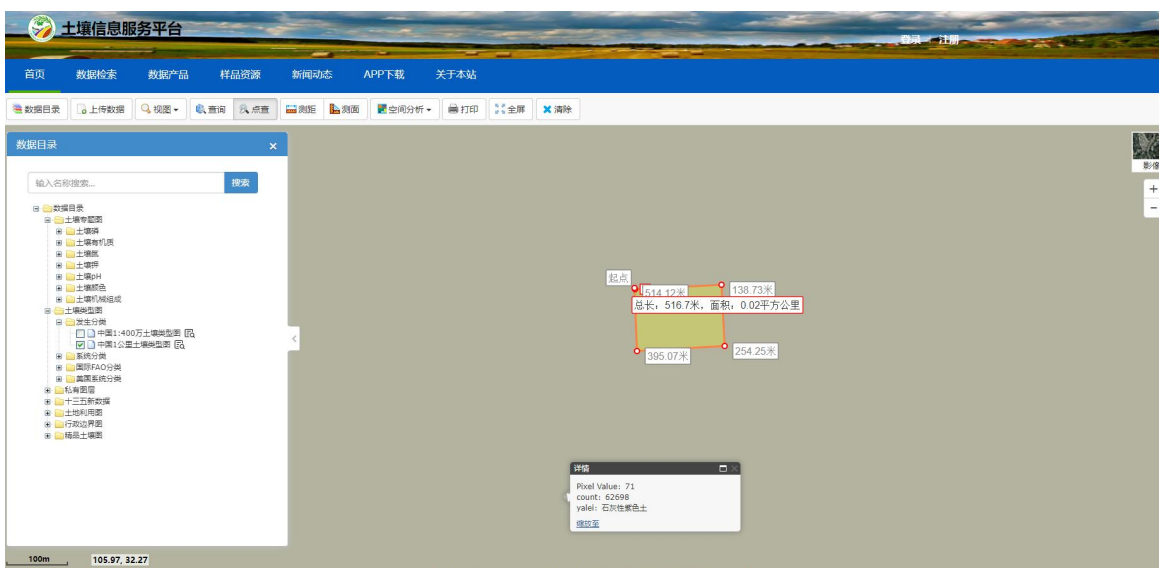 土壤信息服务平台
登录 | 注册
首页 数据检索 数据产品 样品资源 新闻动态 APP下载 关于本站
数据目录 上传数据 视图 查询 点查 测距 测面 空间分析 打印 全屏 清除
数据目录 ×
输入名称搜索... 搜索
数据目录
土壤专题图
土壤磷
土壤有机质
土壤氮
土壤钾
土壤pH
土壤颜色
土壤机械组成
土壤类型图
发生分类
中国1:400万土壤类型图
中国1公里土壤类型图
系统分类
国际FAO分类
美国系统分类
私有图层
十三五新数据
土地利用图
行政边界图
精品土壤图
影像
+
−
起点
514.12米
138.73米
总长：516.7米，面积：0.02平方公里
395.07米
254.25米
详情
Pixel Value: 71
count: 62698
yalei: 石灰性紫色土
缩放至
100m
105.97, 32.27